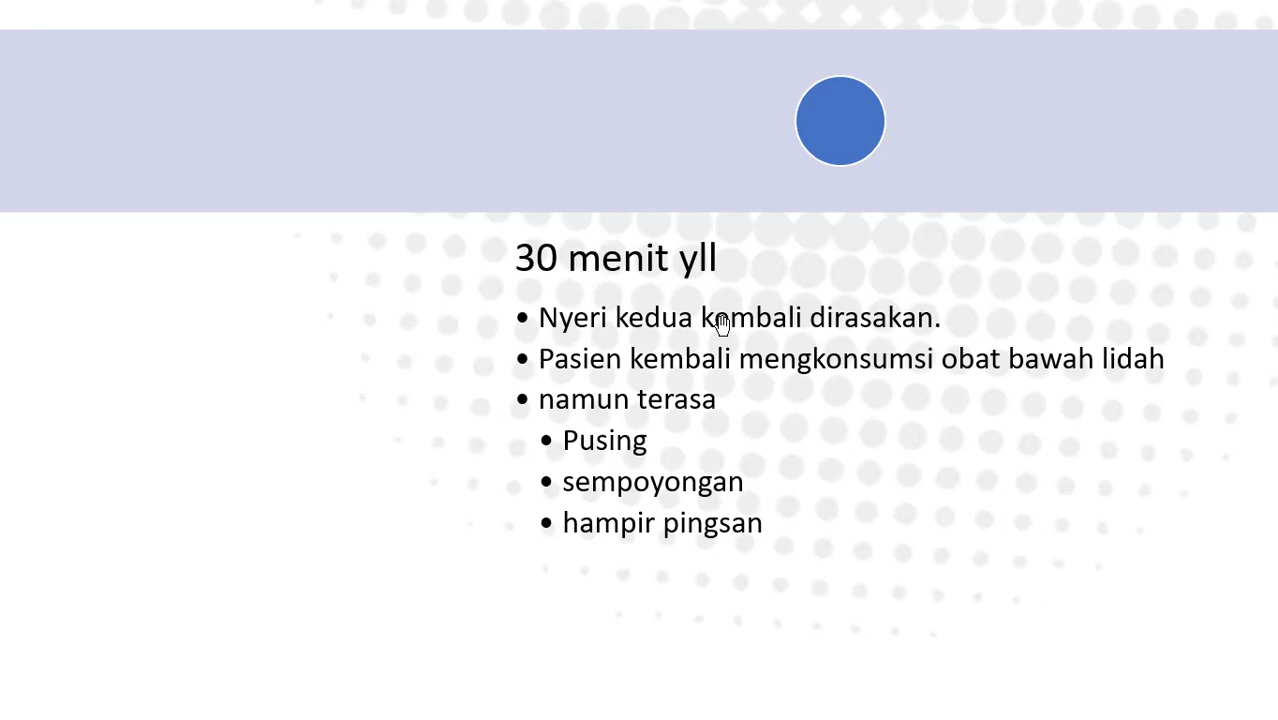 30 menit yll
• Nyeri kedua kembali dirasakan.
• Pasien kembali mengkonsumsi obat bawah lidah
• namun terasa
• Pusing
• sempoyongan
• hampir pingsan